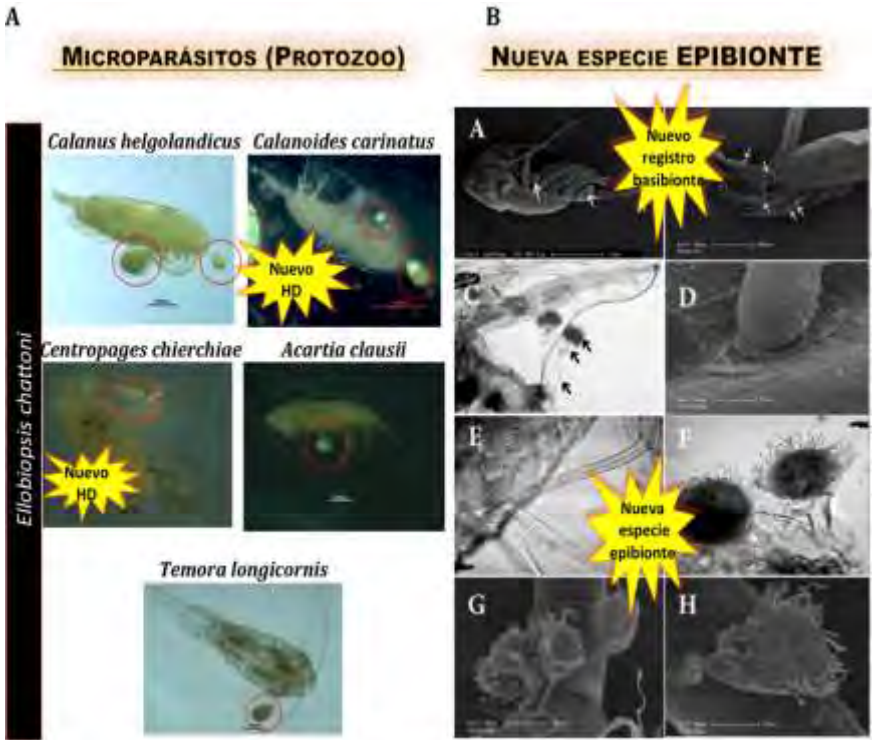 A
MICROPARÁSITOS (PROTOZOO)
Ellobiopsis chattoni
Calanus helgolandicus
Calanoides carinatus
Nuevo
HD
Centropages chierchiae
Acartia clausii
Nuevo
HD
Temora longicornis
B
NUEVA ESPECIE EPIBIONTE
A
Nuevo
registro
basibionte
C
D
E
F
Nueva
especie
epibionte
G
H